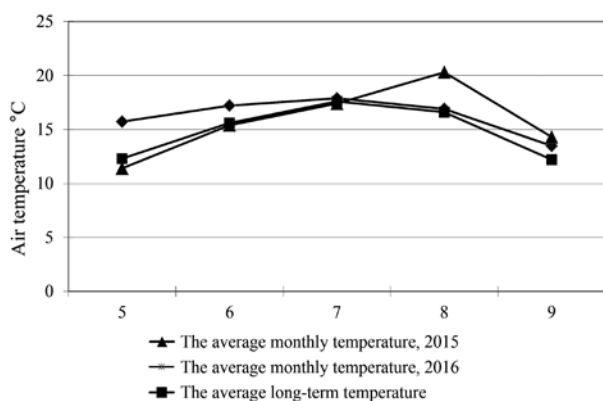 25
20
15
10
5
0
Air temperature °C
5 6 7 8 9
The average monthly temperature, 2015
The average monthly temperature, 2016
The average long-term temperature